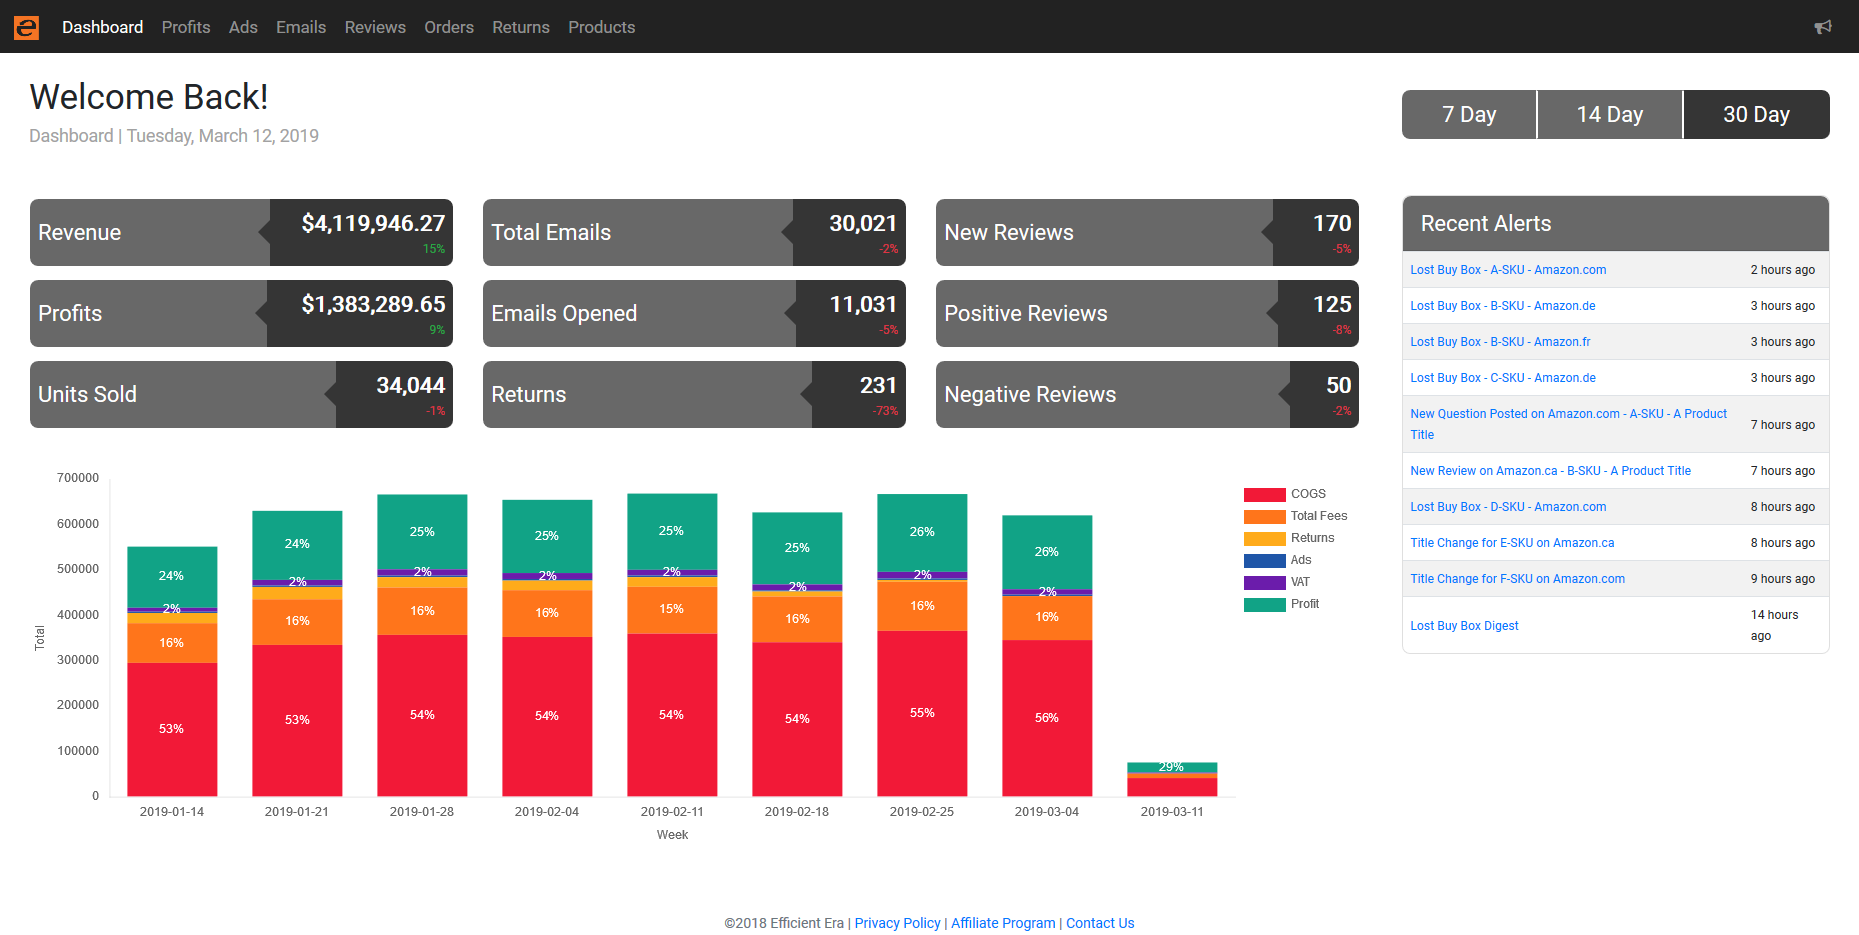 e Dashboard Profits Ads Emails Reviews Orders Returns Products
Welcome Back!
Dashboard | Tuesday, March 12, 2019
7 Day 14 Day 30 Day
Revenue $4,119,946.27
15%
Total Emails 30,021
-2%
New Reviews 170
-5%
Profits $1,383,289.65
9%
Emails Opened 11,031
-5%
Positive Reviews 125
-8%
Units Sold 34,044
-1%
Returns 231
-73%
Negative Reviews 50
-2%
Recent Alerts
Lost Buy Box - A-SKU - Amazon.com 2 hours ago
Lost Buy Box - B-SKU - Amazon.de 3 hours ago
Lost Buy Box - B-SKU - Amazon.fr 3 hours ago
Lost Buy Box - C-SKU - Amazon.de 3 hours ago
New Question Posted on Amazon.com - A-SKU - A Product
Title
7 hours ago
New Review on Amazon.ca - B-SKU - A Product Title 7 hours ago
Lost Buy Box - D-SKU - Amazon.com 8 hours ago
Title Change for E-SKU on Amazon.ca 8 hours ago
Title Change for F-SKU on Amazon.com 9 hours ago
Lost Buy Box Digest
14 hours
ago
Total
700000
600000
500000
400000
300000
200000
100000
0
24% 2% 16% 53%
24% 2% 16% 53%
25% 2% 16% 54%
25% 2% 16% 54%
25% 2% 15% 54%
25% 2% 16% 54%
26% 2% 16% 55%
26% 2% 16% 56%
29%
2019-01-14 2019-01-21 2019-01-28 2019-02-04 2019-02-11 2019-02-18 2019-02-25 2019-03-04 2019-03-11
Week
COGS
Total Fees
Returns
Ads
VAT
Profit
©2018 Efficient Era | Privacy Policy | Affiliate Program | Contact Us